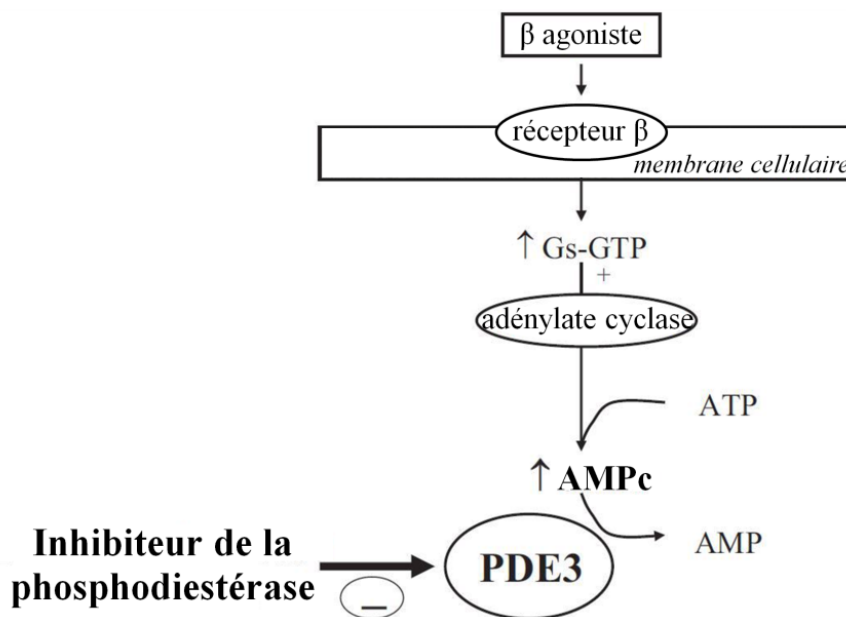 β agoniste
récepteur β
membrane cellulaire
↑ Gs-GTP
+
adénylate cyclase
ATP
↑ AMPc
Inhibiteur de la
phosphodiestérase
PDE3
AMP
–